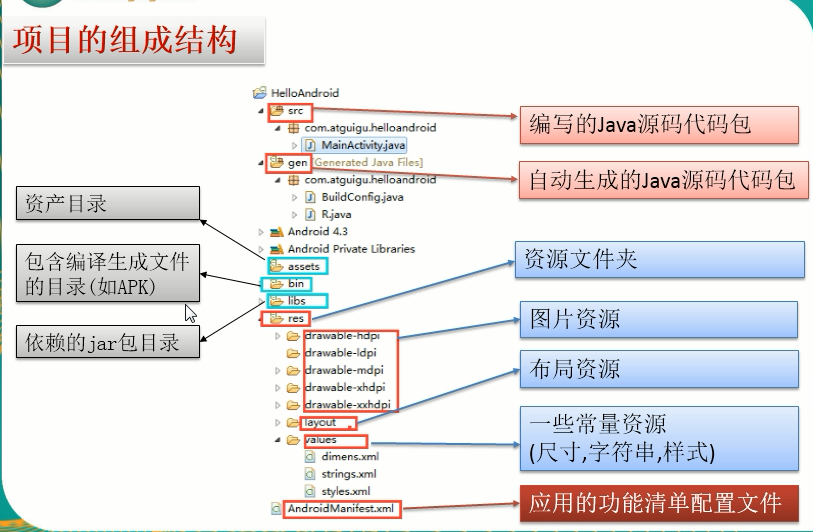 项目的组成结构
HelloAndroid
src
com.atguigu.helloandroid
MainActivity.java
gen [Generated Java Files]
com.atguigu.helloandroid
BuildConfig.java
R.java
Android 4.3
Android Private Libraries
assets
bin
libs
res
drawable-hdpi
drawable-ldpi
drawable-mdpi
drawable-xhdpi
drawable-xxhdpi
layout
values
dimens.xml
strings.xml
styles.xml
AndroidManifest.xml
资产目录
包含编译生成文件
的目录(如APK)
依赖的jar包目录
编写的Java源码代码包
自动生成的Java源码代码包
资源文件夹
图片资源
布局资源
一些常量资源
(尺寸,字符串,样式)
应用的功能清单配置文件